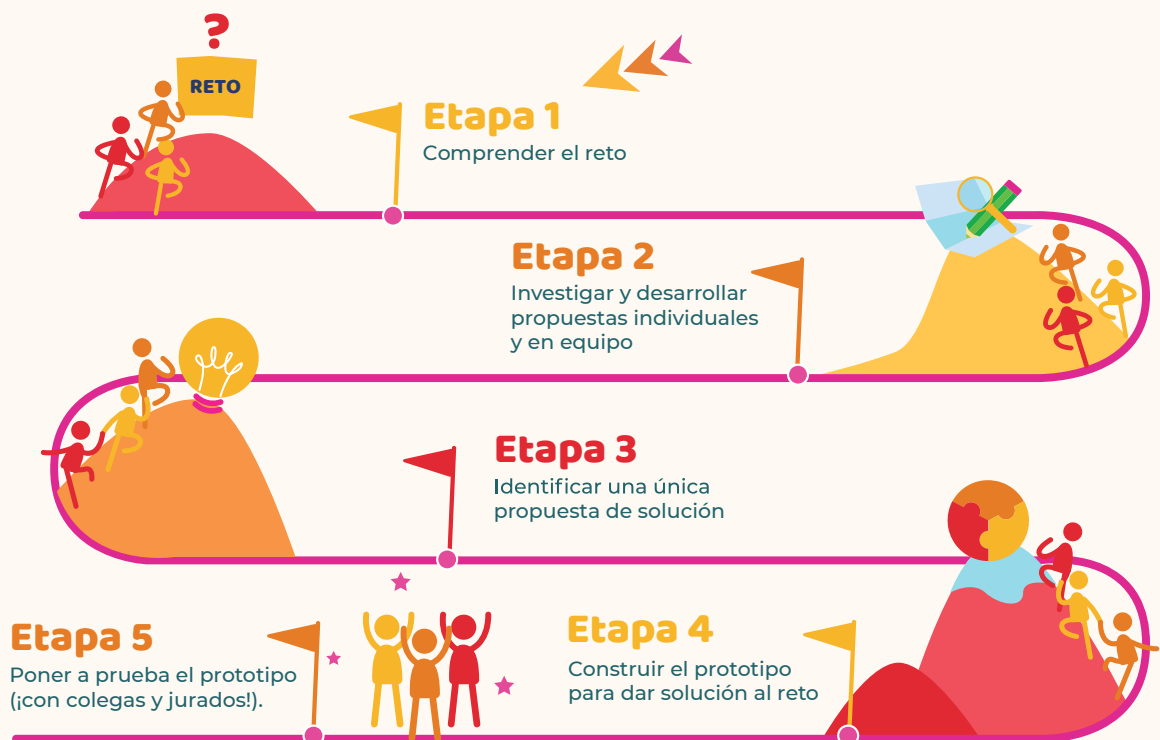 ?
RETO
Etapa 1
Comprender el reto
Etapa 2
Investigar y desarrollar
propuestas individuales
y en equipo
Etapa 3
Identificar una única
propuesta de solución
Etapa 4
Construir el prototipo
para dar solución al reto
Etapa 5
Poner a prueba el prototipo
(¡con colegas y jurados!).